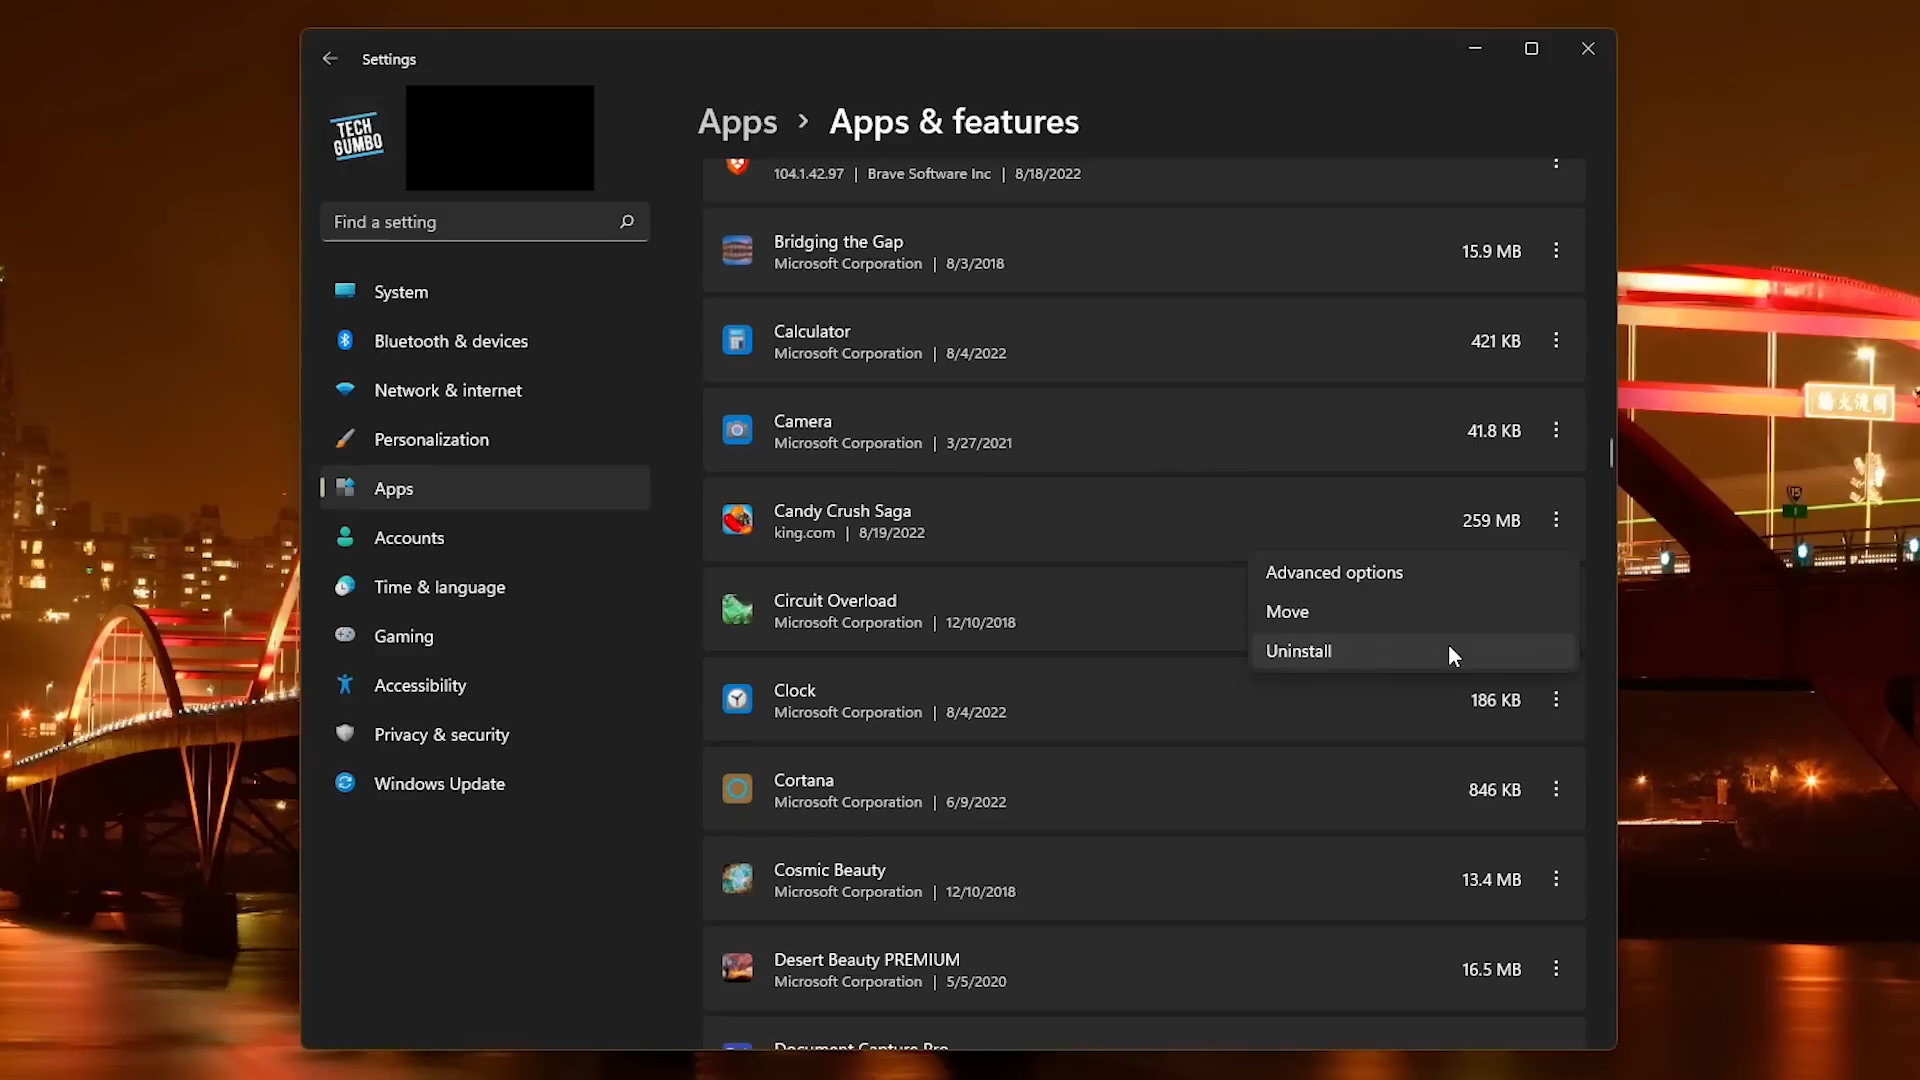 Settings
TECH
GUMBO
Find a setting
System
Bluetooth & devices
Network & internet
Personalization
Apps
Accounts
Time & language
Gaming
Accessibility
Privacy & security
Windows Update
Apps > Apps & features
104.1.42.97 | Brave Software Inc | 8/18/2022
Bridging the Gap
Microsoft Corporation | 8/3/2018
15.9 MB
Calculator
Microsoft Corporation | 8/4/2022
421 KB
Camera
Microsoft Corporation | 3/27/2021
41.8 KB
Candy Crush Saga
king.com | 8/19/2022
259 MB
Advanced options
Move
Uninstall
Circuit Overload
Microsoft Corporation | 12/10/2018
Clock
Microsoft Corporation | 8/4/2022
186 KB
Cortana
Microsoft Corporation | 6/9/2022
846 KB
Cosmic Beauty
Microsoft Corporation | 12/10/2018
13.4 MB
Desert Beauty PREMIUM
Microsoft Corporation | 5/5/2020
16.5 MB
Document Capture Pro